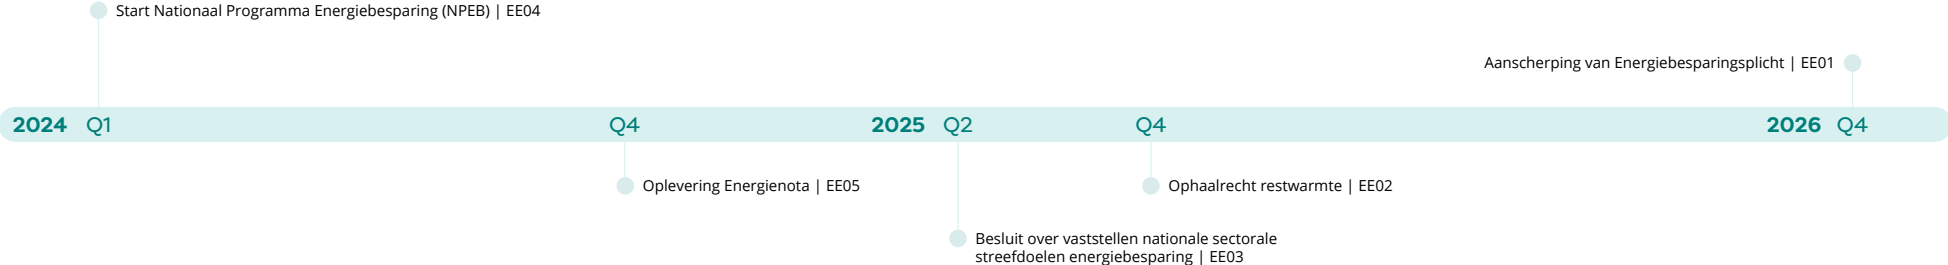 Start Nationaal Programma Energiebesparing (NPEB) | EE04
Aanscherping van Energiebesparingsplicht | EE01
2024 Q1 Q4 2025 Q2 Q4 2026 Q4
Oplevering Energienota | EE05
Ophaalrecht restwarmte | EE02
Besluit over vaststellen nationale sectorale
streefdoelen energiebesparing | EE03